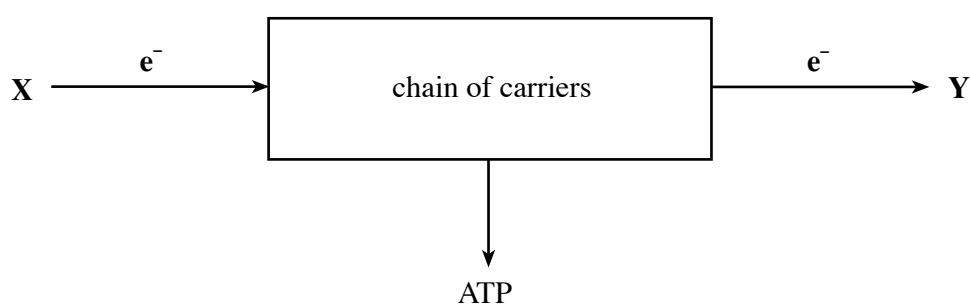 e⁻
e⁻
X
chain of carriers
Y
ATP